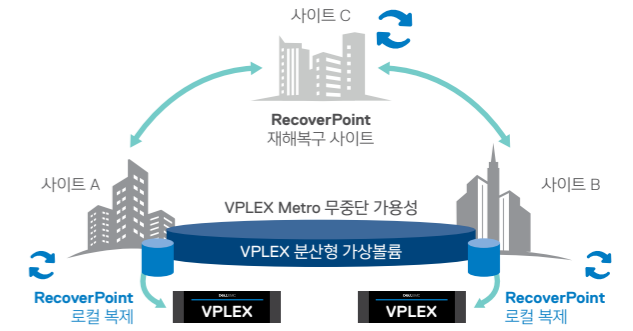 사이트 C
RecoverPoint
재해복구 사이트
사이트 A
사이트 B
VPLEX Metro 무중단 가용성
VPLEX 분산형 가상볼륨
RecoverPoint
로컬 복제
DELL EMC
VPLEX
DELL EMC
VPLEX
RecoverPoint
로컬 복제